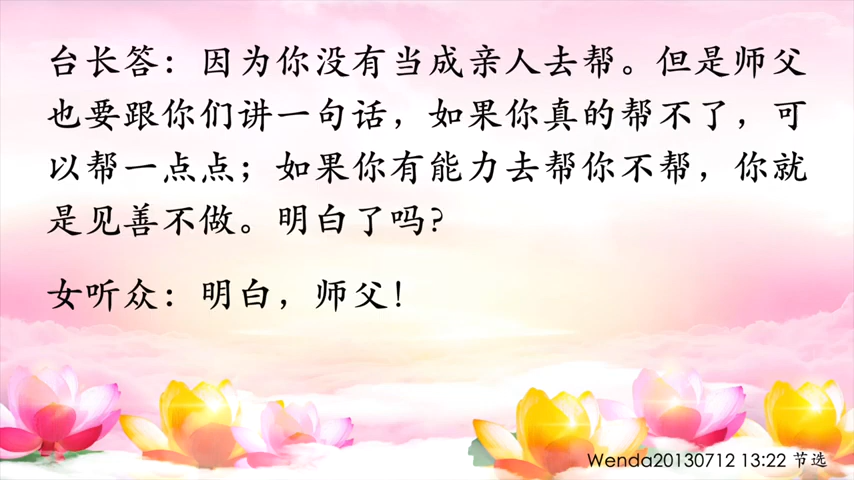 台长答：因为你没有当成亲人去帮。但是师父
也要跟你们讲一句话，如果你真的帮不了，可
以帮一点点；如果你有能力去帮你不帮，你就
是见善不做。明白了吗?
女听众：明白，师父!
Wenda20130712 13:22 节选